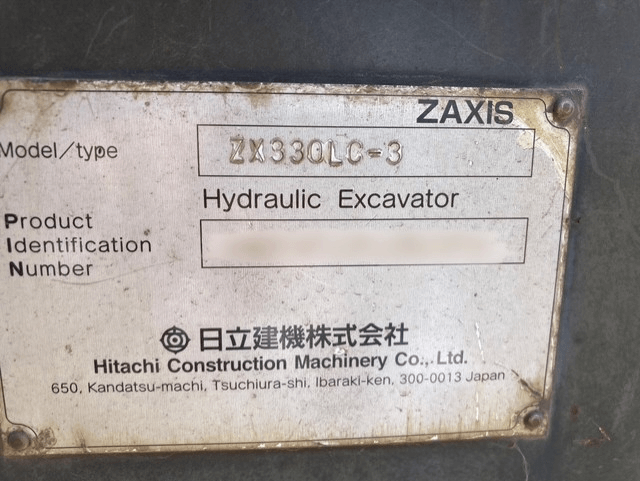 ZAXIS
Model/type ZX330LC-3
Hydraulic Excavator
Product
Identification
Number
日立建機株式会社
Hitachi Construction Machinery Co., Ltd.
650, Kandatsu-machi, Tsuchiura-shi, Ibaraki-ken, 300-0013 Japan